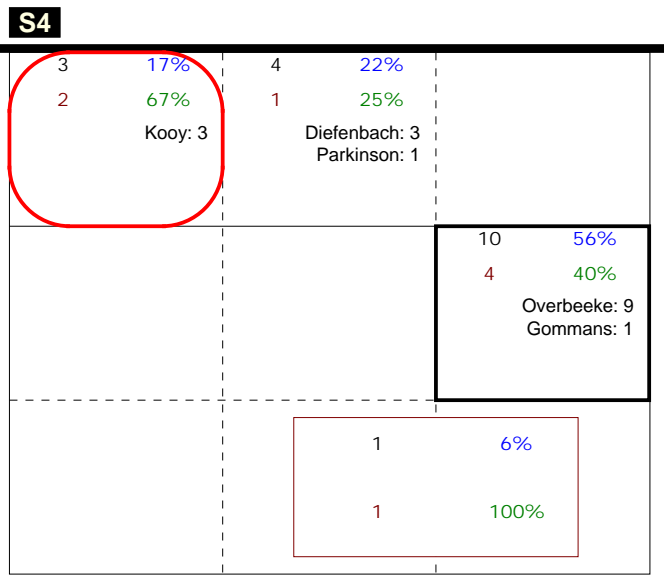 S4
3 17% 4 22%
2 67% 1 25%
Kooy: 3 Diefenbach: 3
Parkinson: 1
10 56%
4 40%
Overbeeke: 9
Gommans: 1
1 6%
1 100%